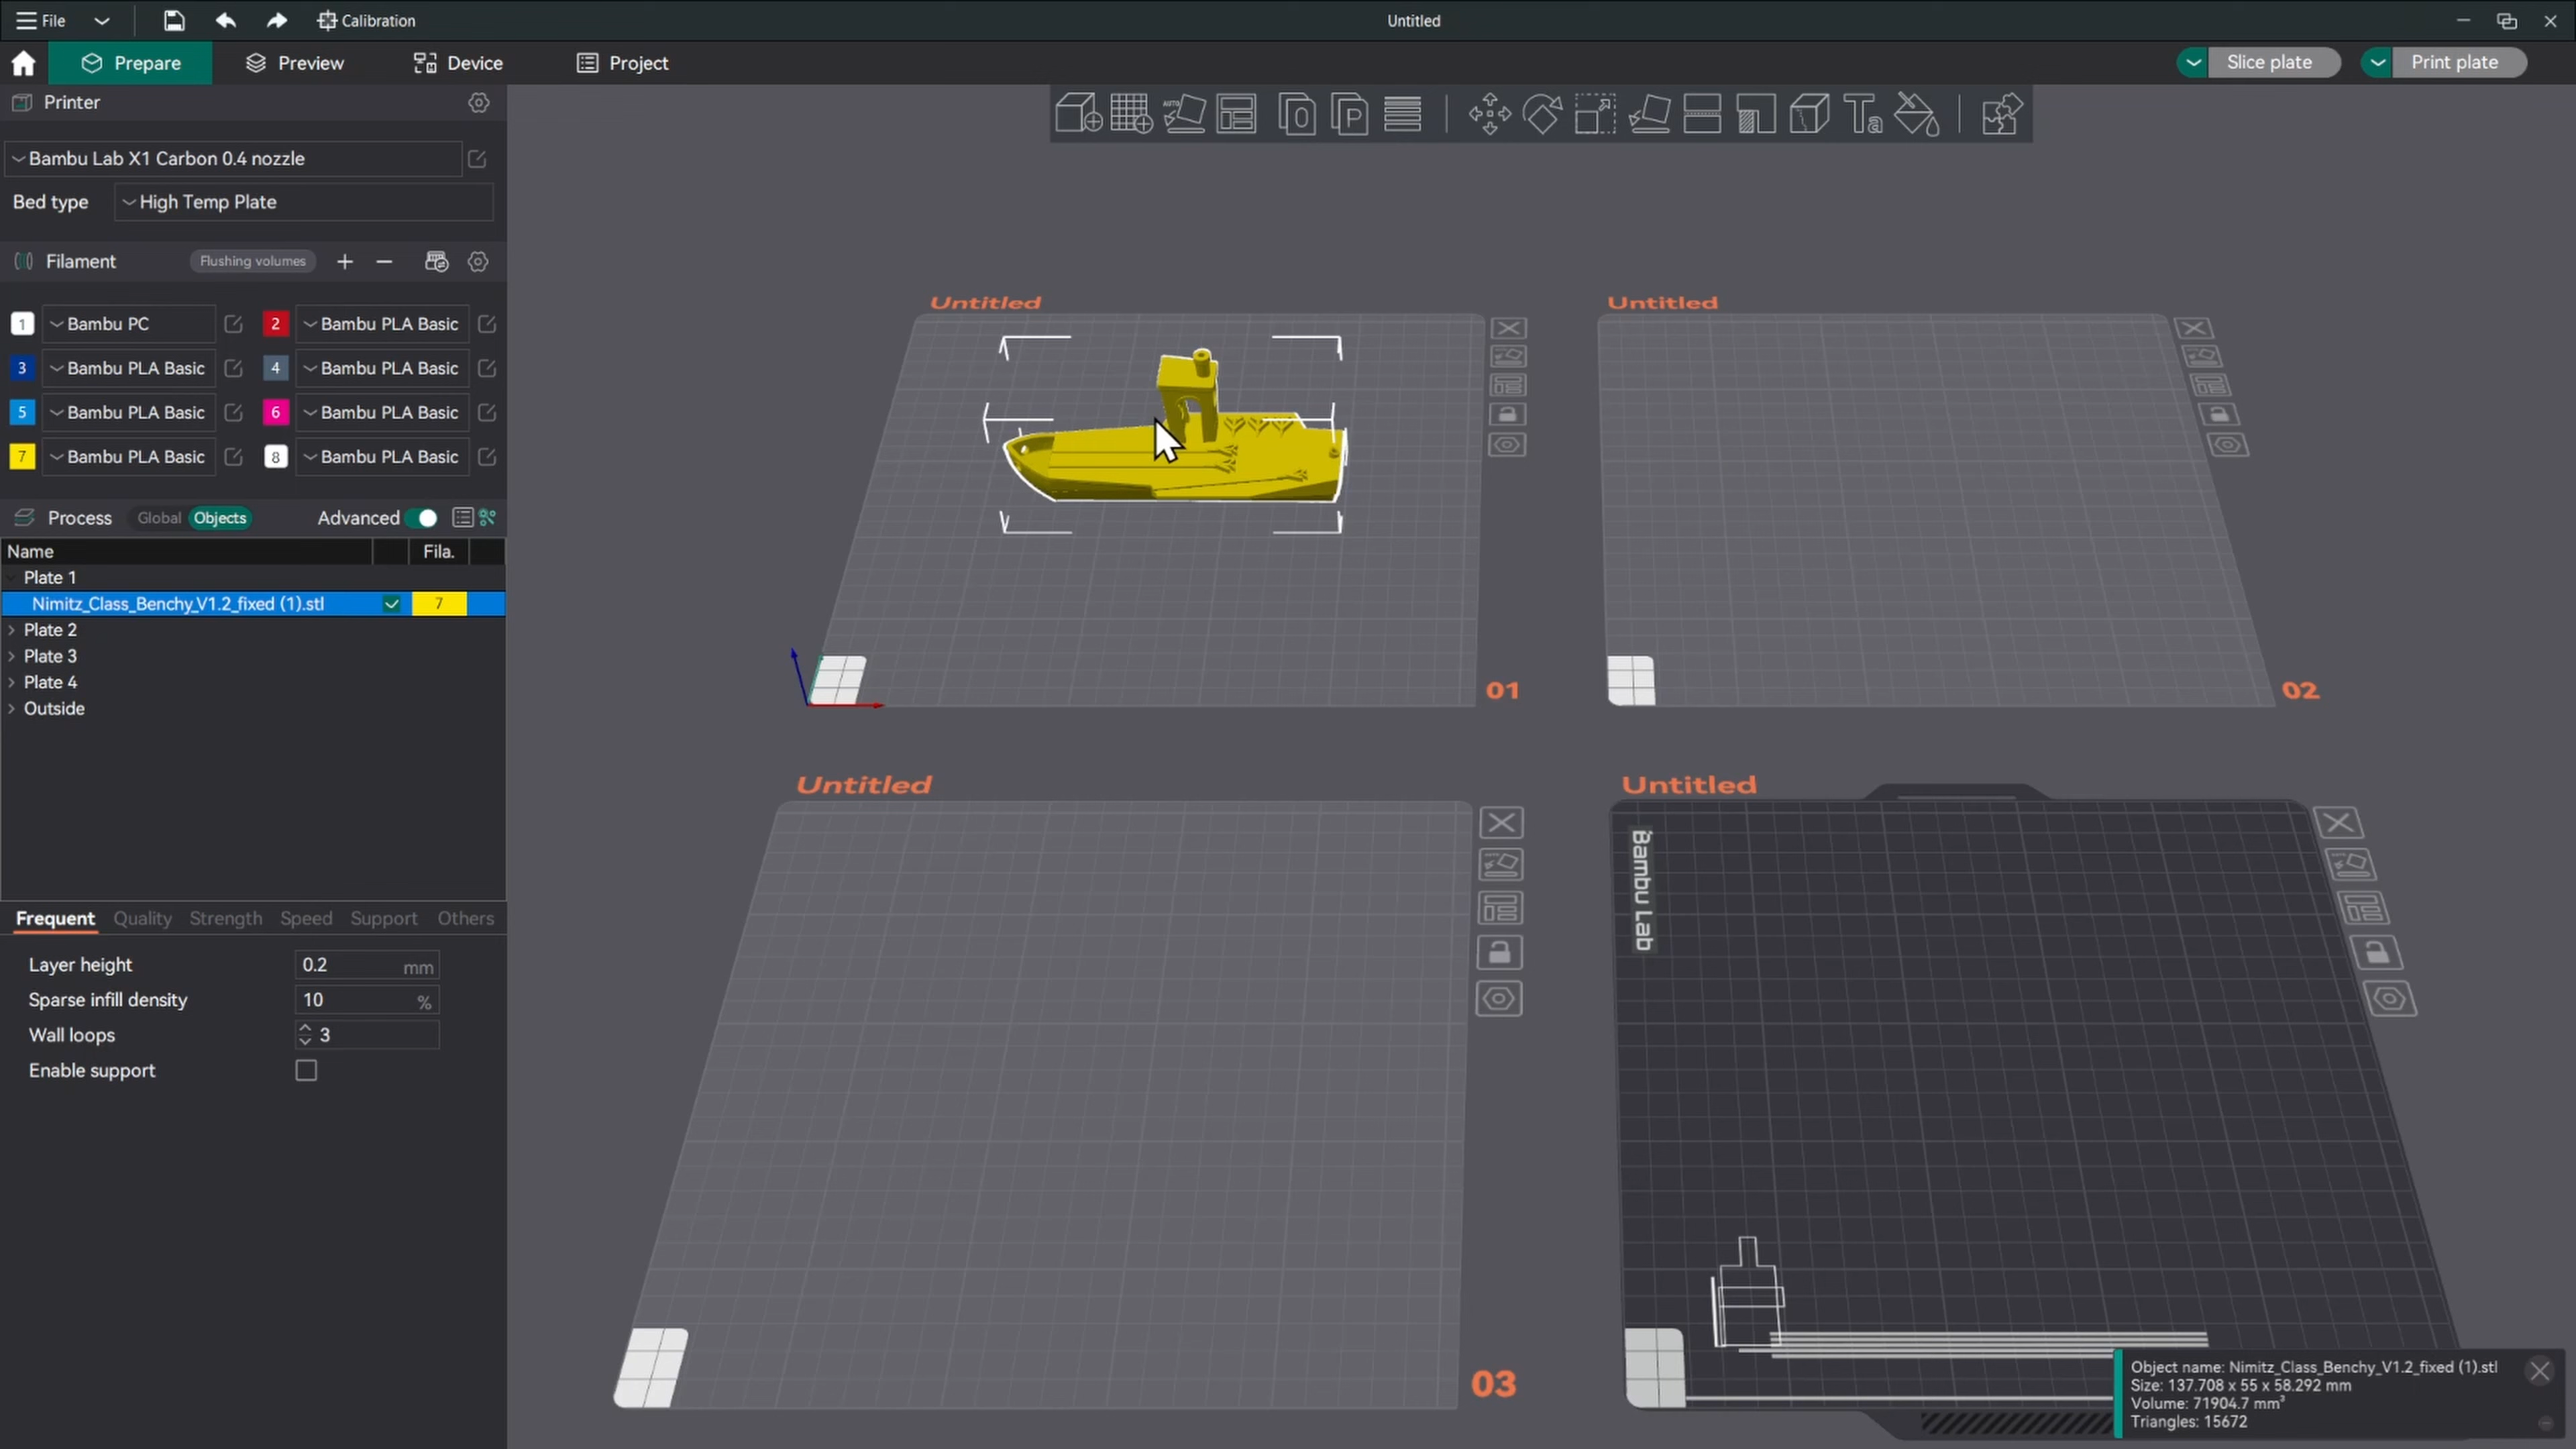 File
Calibration
Untitled
Prepare
Preview
Device
Project
Slice plate
Print plate
Printer
Bambu Lab X1 Carbon 0.4 nozzle
Bed type
High Temp Plate
Filament
Flushing volumes
1 Bambu PC
2 Bambu PLA Basic
3 Bambu PLA Basic
4 Bambu PLA Basic
5 Bambu PLA Basic
6 Bambu PLA Basic
7 Bambu PLA Basic
8 Bambu PLA Basic
Process
Global
Objects
Advanced
Name
Fila.
Plate 1
Nimitz_Class_Benchy_V1.2_fixed (1).stl
7
Plate 2
Plate 3
Plate 4
Outside
Frequent
Quality
Strength
Speed
Support
Others
Layer height
0.2 mm
Sparse infill density
10 %
Wall loops
3
Enable support
AUTO
O
P
Ta
Untitled
Untitled
01
02
Untitled
Untitled
Bambu Lab
03
Object name: Nimitz_Class_Benchy_V1.2_fixed (1).stl
Size: 137.708 x 55 x 58.292 mm
Volume: 71904.7 mm³
Triangles: 15672